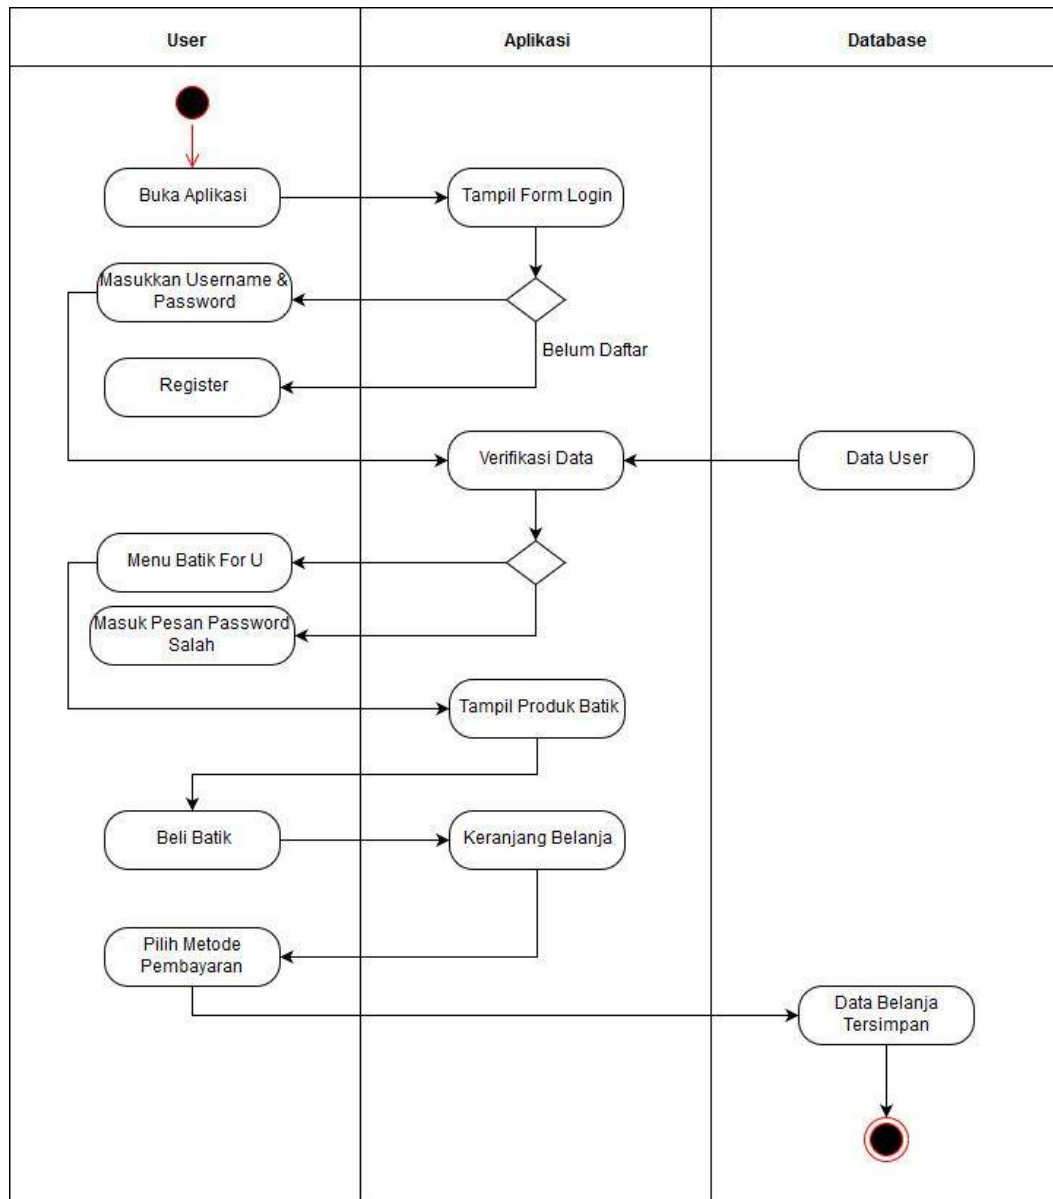 User
Aplikasi
Database
Buka Aplikasi
Tampil Form Login
Masukkan Username &
Password
Belum Daftar
Register
Verifikasi Data
Data User
Menu Batik For U
Masuk Pesan Password
Salah
Tampil Produk Batik
Beli Batik
Keranjang Belanja
Pilih Metode
Pembayaran
Data Belanja
Tersimpan